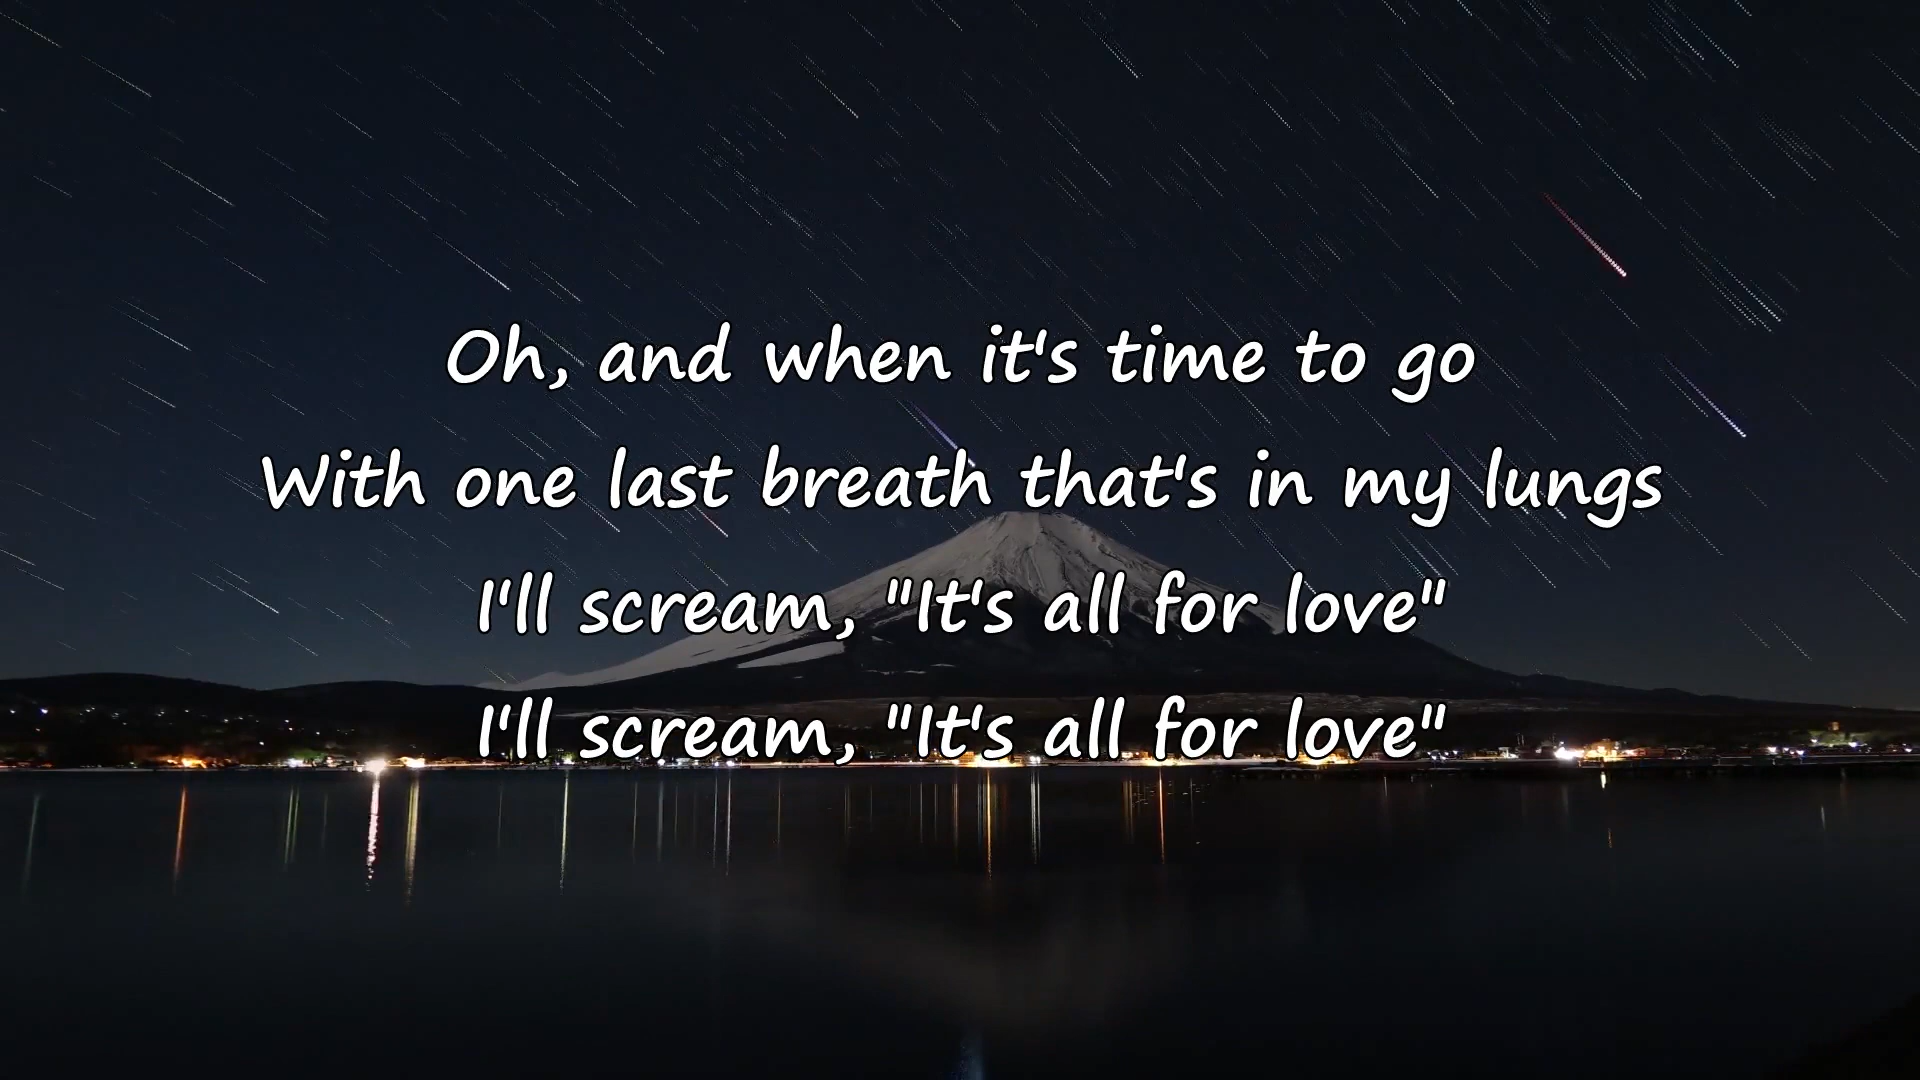 Oh, and when it's time to go
With one last breath that's in my lungs
I'll scream, "It's all for love"
I'll scream, "It's all for love"